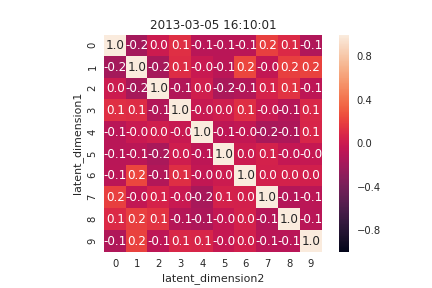 2013-03-05 16:10:01
latent_dimension1
0 1.0 -0.2 0.0 0.1 -0.1 -0.1 -0.1 0.2 0.1 -0.1
1 -0.2 1.0 -0.2 0.1 -0.0 -0.1 0.2 -0.0 0.2 0.2
2 0.0 -0.2 1.0 -0.1 0.0 -0.2 -0.1 0.1 0.1 -0.1
3 0.1 0.1 -0.1 1.0 -0.0 0.0 0.1 -0.0 -0.1 0.1
4 -0.1 -0.0 0.0 -0.0 1.0 -0.1 -0.0 -0.2 -0.1 0.1
5 -0.1 -0.1 -0.2 0.0 -0.1 1.0 0.0 0.1 -0.0 -0.0
6 -0.1 0.2 -0.1 0.1 -0.0 0.0 1.0 0.0 0.0 0.0
7 0.2 -0.0 0.1 -0.0 -0.2 0.1 0.0 1.0 -0.1 -0.1
8 0.1 0.2 0.1 -0.1 -0.1 -0.0 0.0 -0.1 1.0 -0.1
9 -0.1 0.2 -0.1 0.1 0.1 -0.0 0.0 -0.1 -0.1 1.0
0 1 2 3 4 5 6 7 8 9
latent_dimension2
0.8
0.4
0.0
-0.4
-0.8